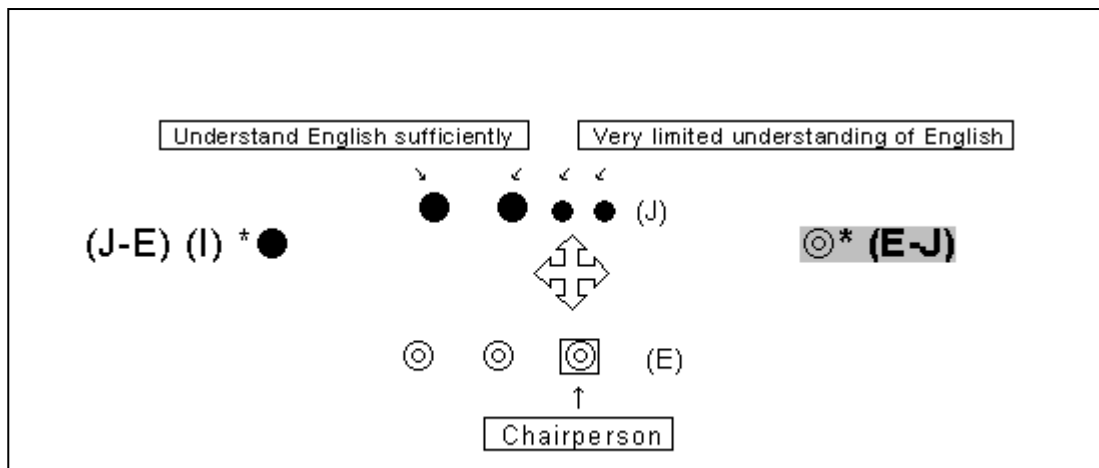 Understand English sufficiently
Very limited understanding of English
(J)
(J-E) (I) *
* (E-J)
(E)
Chairperson